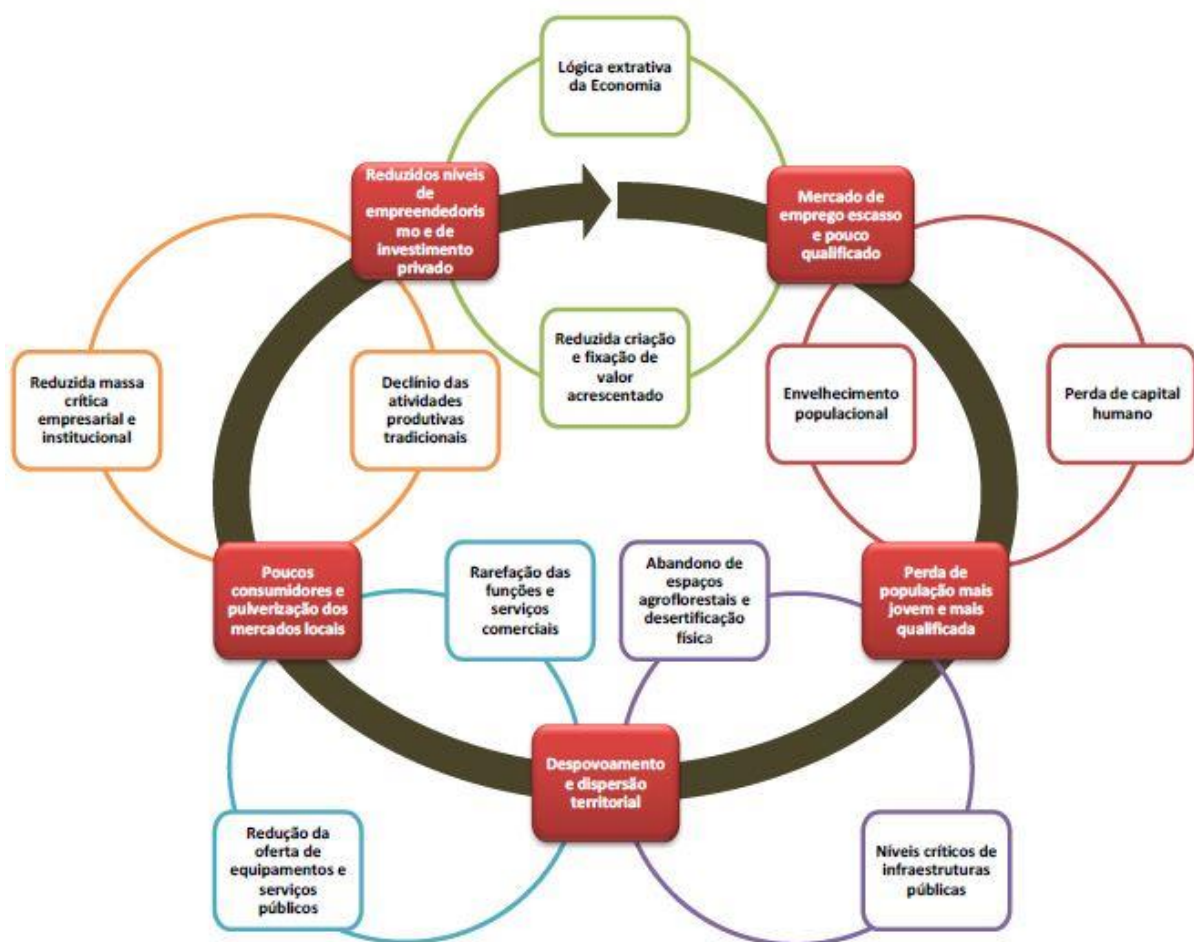 Lógica extrativa
da Economia
Reduzidos níveis
de
empreendedoris
mo e de
investimento
privado
Mercado de
emprego escasso
e pouco
qualificado
Reduzida criação
e fixação de
valor
acrescentado
Reduzida massa
crítica
empresarial e
institucional
Declínio das
atividades
produtivas
tradicionais
Envelhecimento
populacional
Perda de capital
humano
Poucos
consumidores e
pulverização dos
mercados locais
Rarefação das
funções e
serviços
comerciais
Abandono de
espaços
agroflorestais e
desertificação
física
Perda de
população mais
jovem e mais
qualificada
Despovoamento
e dispersão
territorial
Redução da
oferta de
equipamentos e
serviços
públicos
Níveis críticos de
infraestruturas
públicas